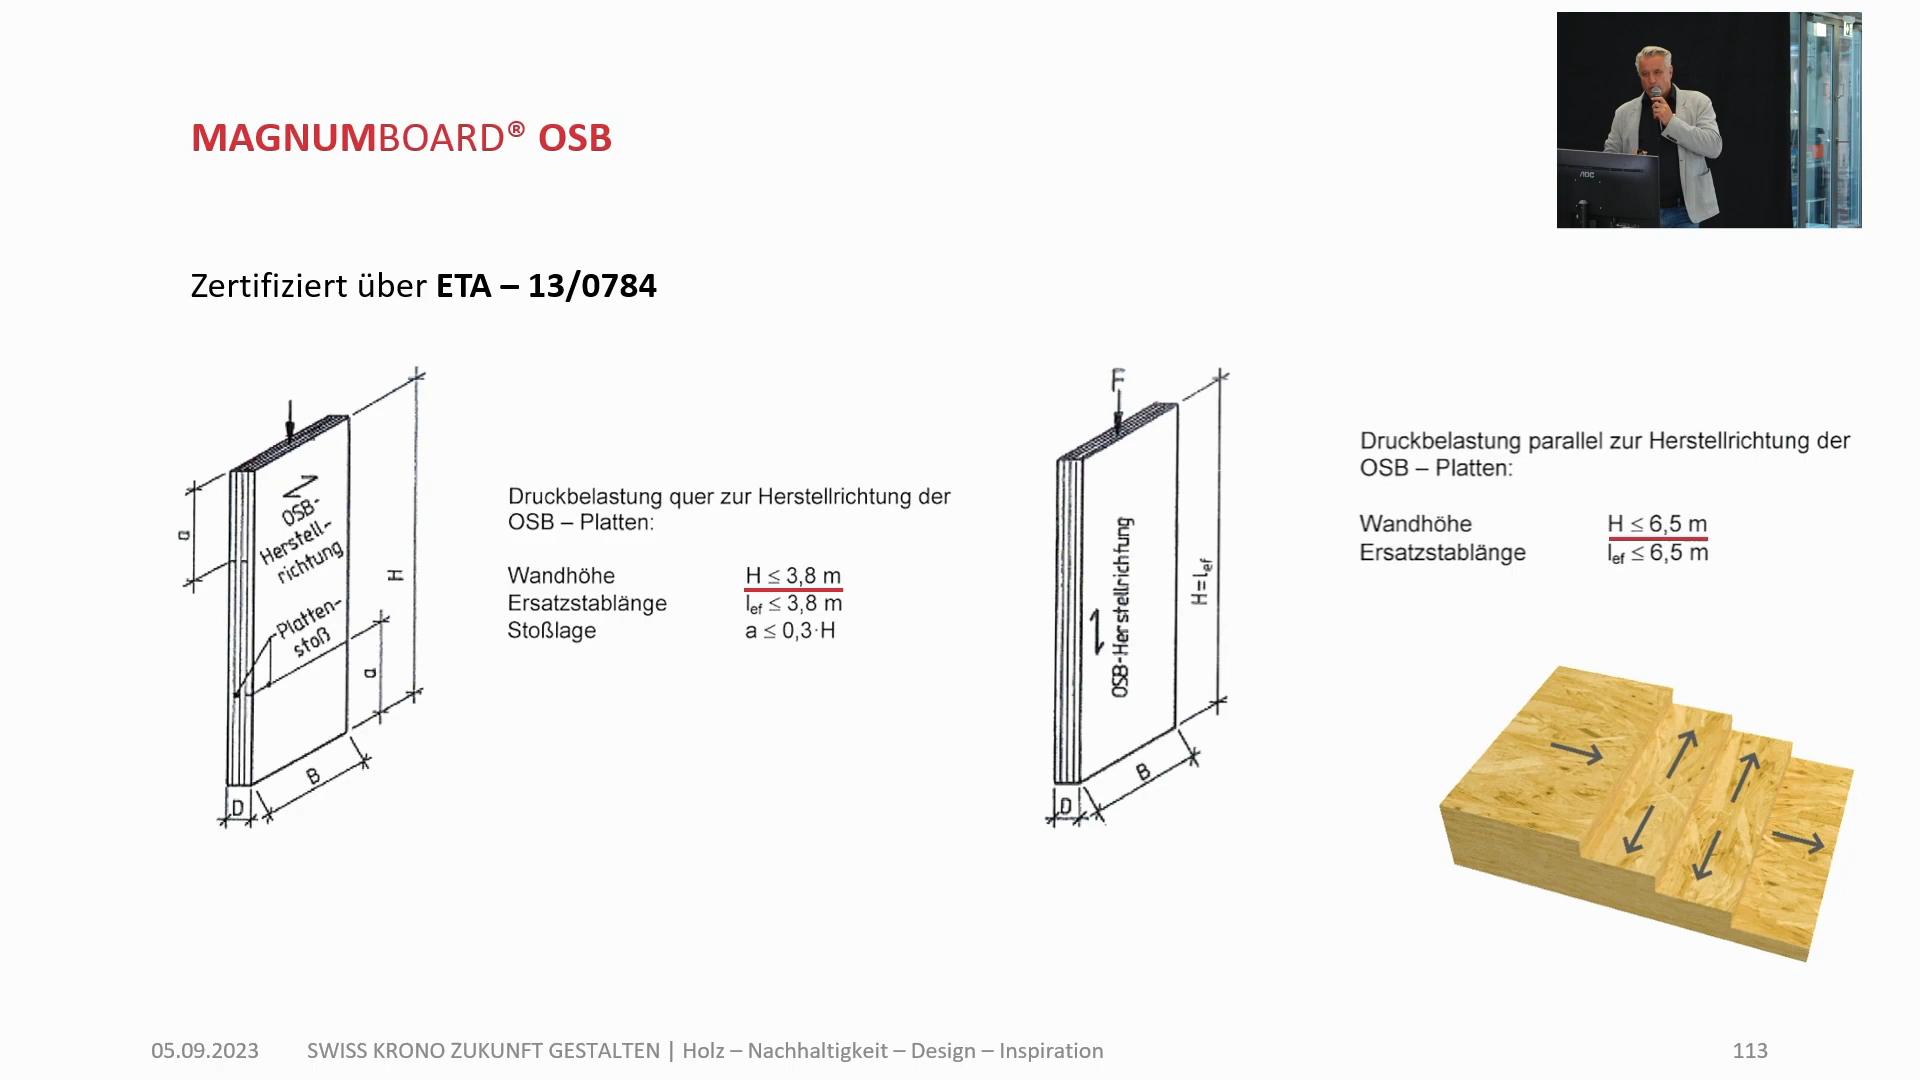 MAGNUMBOARD® OSB
AOC
Zertifiziert über ETA – 13/0784
a
OSB-
Herstell-
richtung
Platten-
stoß
H
a
B
D
Druckbelastung quer zur Herstellrichtung der
OSB – Platten:
Wandhöhe H ≤ 3,8 m
Ersatzstablänge lef ≤ 3,8 m
Stoßlage a ≤ 0,3·H
F
OSB-Herstellrichtung
H=lef
B
D
Druckbelastung parallel zur Herstellrichtung der
OSB – Platten:
Wandhöhe H ≤ 6,5 m
Ersatzstablänge lef ≤ 6,5 m
05.09.2023 SWISS KRONO ZUKUNFT GESTALTEN | Holz – Nachhaltigkeit – Design – Inspiration 113